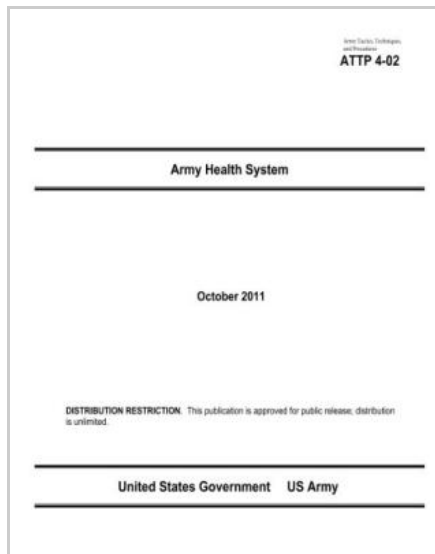 Army Tactics, Techniques,
and Procedures
ATTP 4-02
Army Health System
October 2011
DISTRIBUTION RESTRICTION. This publication is approved for public release, distribution
is unlimited.
United States Government US Army